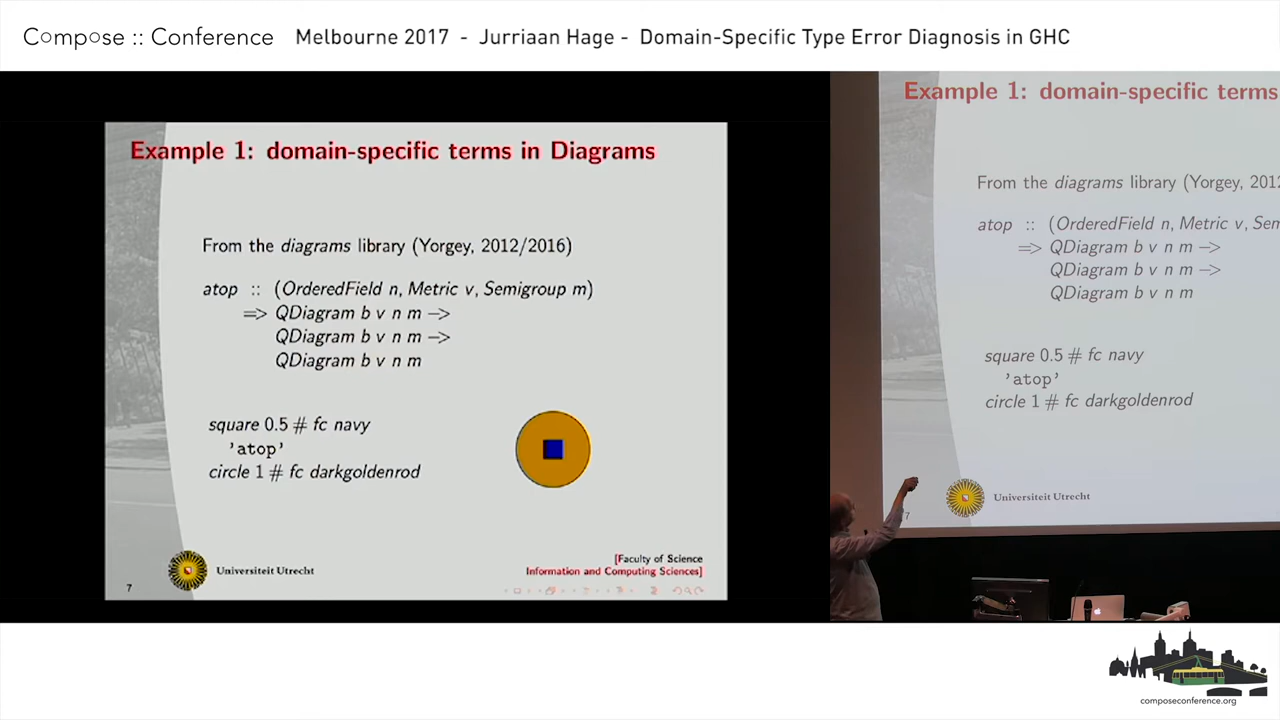 Compose :: Conference Melbourne 2017 - Jurriaan Hage - Domain-Specific Type Error Diagnosis in GHC
Example 1: domain-specific terms in Diagrams
From the diagrams library (Yorgey, 2012/2016)
atop :: (OrderedField n, Metric v, Semigroup m)
=> QDiagram b v n m ->
QDiagram b v n m ->
QDiagram b v n m
square 0.5 # fc navy
'atop'
circle 1 # fc darkgoldenrod
Universiteit Utrecht
[Faculty of Science
Information and Computing Sciences]
7
Example 1: domain-specific terms
From the diagrams library (Yorgey, 2012
atop :: (OrderedField n, Metric v, Sem
=> QDiagram b v n m ->
QDiagram b v n m ->
QDiagram b v n m
square 0.5 # fc navy
'atop'
circle 1 # fc darkgoldenrod
Universiteit Utrecht
7
composeconference.org